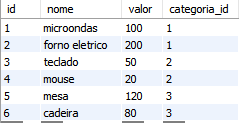 id nome valor categoria_id
1 microondas 100 1
2 forno eletrico 200 1
3 teclado 50 2
4 mouse 20 2
5 mesa 120 3
6 cadeira 80 3